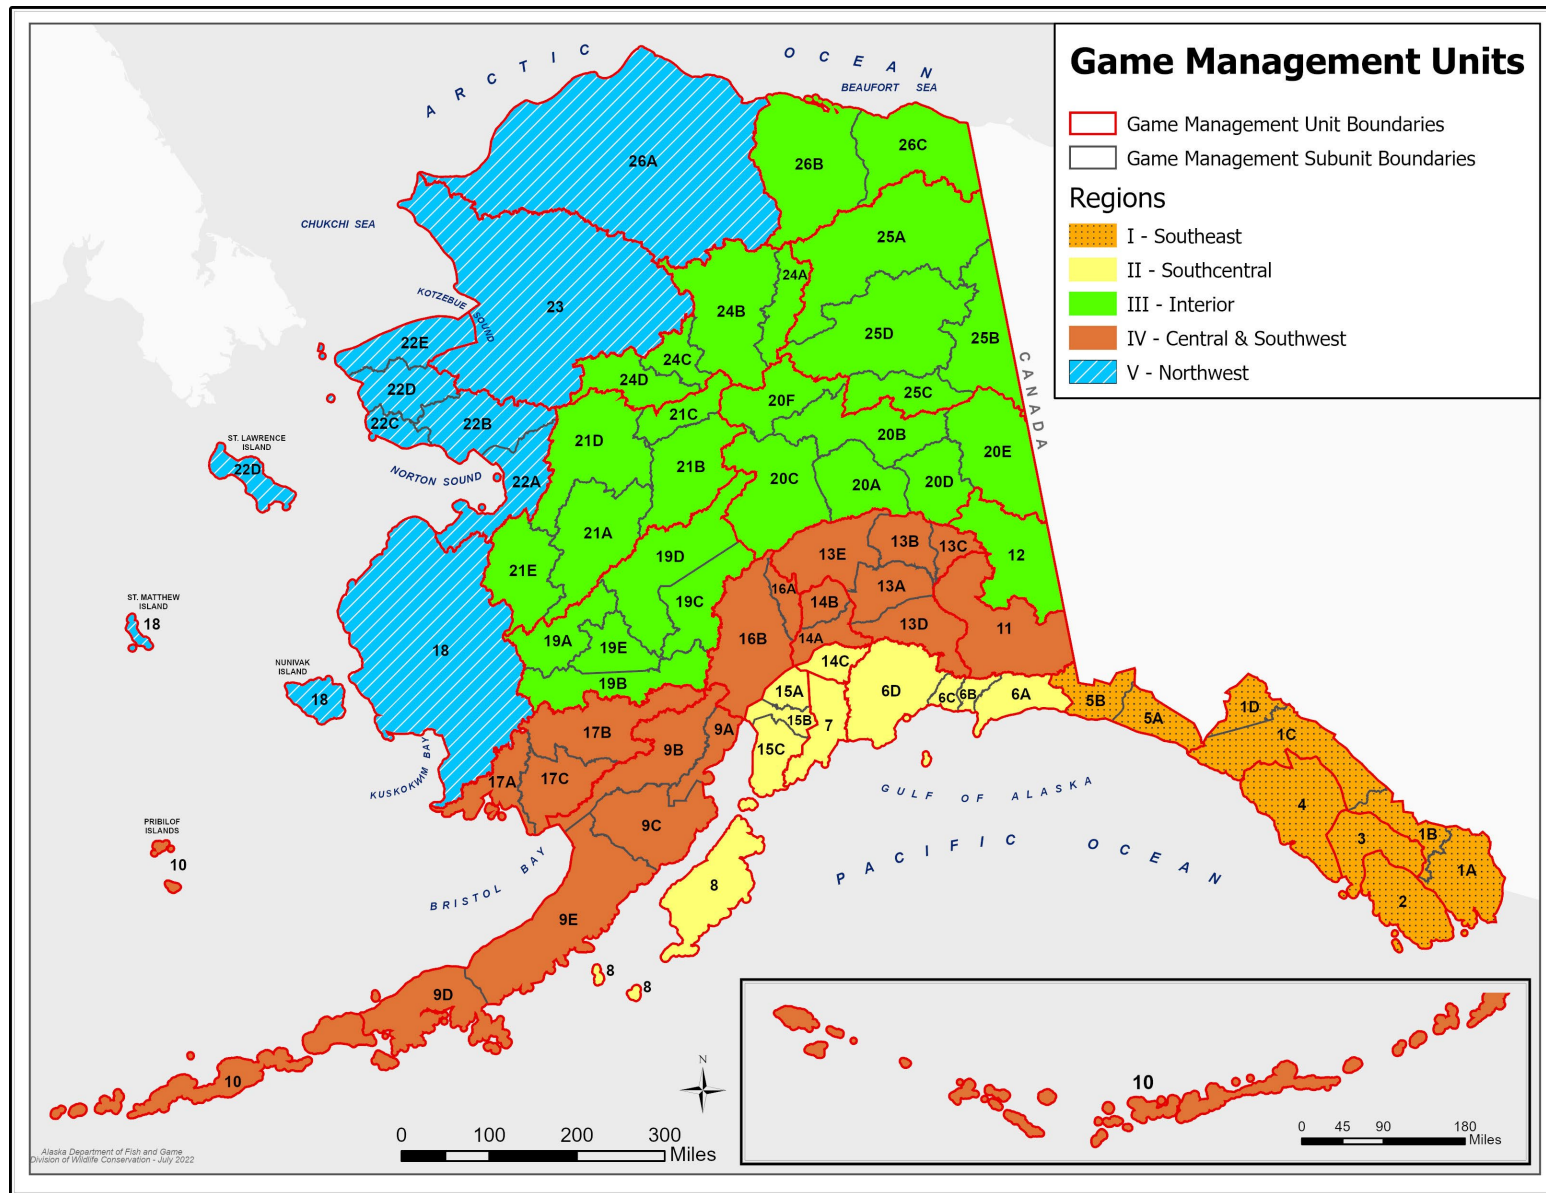 Game Management Units
Game Management Unit Boundaries
Game Management Subunit Boundaries
Regions
I - Southeast
II - Southcentral
III - Interior
IV - Central & Southwest
V - Northwest
ARCTIC OCEAN
BEAUFORT SEA
CHUKCHI SEA
KOTZEBUE SOUND
NORTON SOUND
CANADA
ST. LAWRENCE
ISLAND
ST. MATTHEW
ISLAND
NUNIVAK
ISLAND
KUSKOKWIM BAY
PRIBILOF
ISLANDS
BRISTOL BAY
GULF OF ALASKA
PACIFIC OCEAN
26A
26B
26C
25A
24A
24B
23
25D
25B
22E
24C
24D
22D
25C
20F
21C
22C
22B
21D
20B
20E
21B
22D
22A
20C
20A
20D
21A
19D
13E
13B
13C
12
21E
13A
16A
14B
19C
18
11
13D
14A
16B
19A
19E
18
14C
19B
15A
6D
6C
6B
6A
5B
5A
1D
1C
18
17B
9A
15B
7
9B
15C
17A
17C
4
9C
3
1B
10
1A
8
2
9E
8
8
9D
10
10
N
0 100 200 300
Miles
0 45 90 180
Miles
Alaska Department of Fish and Game
Division of Wildlife Conservation - July 2022